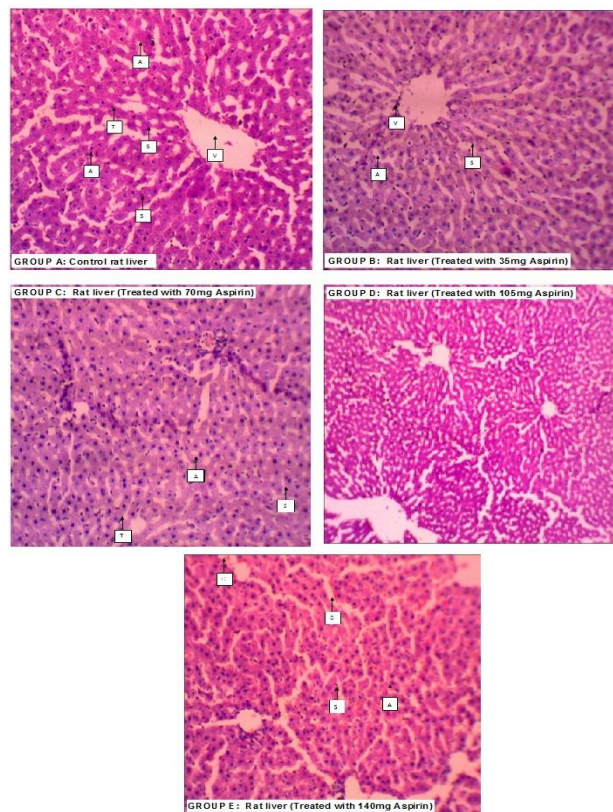 A
T
S
A
V
S
GROUP A: Control rat liver
V
A
S
GROUP B: Rat liver (Treated with 35mg Aspirin)
GROUP C: Rat liver (Treated with 70mg Aspirin)
A
S
T
GROUP D: Rat liver (Treated with 105mg Aspirin)
S
A
GROUP E: Rat liver (Treated with 140mg Aspirin)